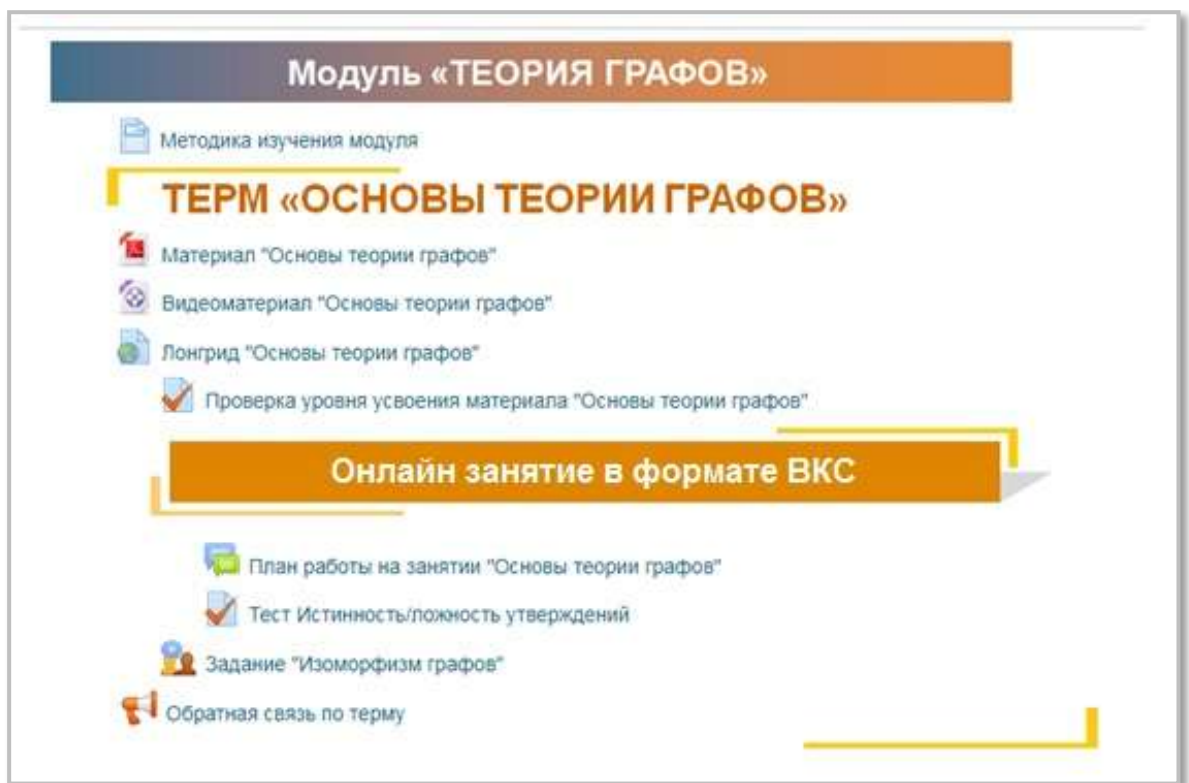 Модуль «ТЕОРИЯ ГРАФОВ»
Методика изучения модуля
ТЕРМ «ОСНОВЫ ТЕОРИИ ГРАФОВ»
Материал "Основы теории графов"
Видеоматериал "Основы теории графов"
Лонгрид "Основы теории графов"
Проверка уровня усвоения материала "Основы теории графов"
Онлайн занятие в формате ВКС
План работы на занятии "Основы теории графов"
Тест Истинность/ложность утверждений
Задание "Изоморфизм графов"
Обратная связь по терму